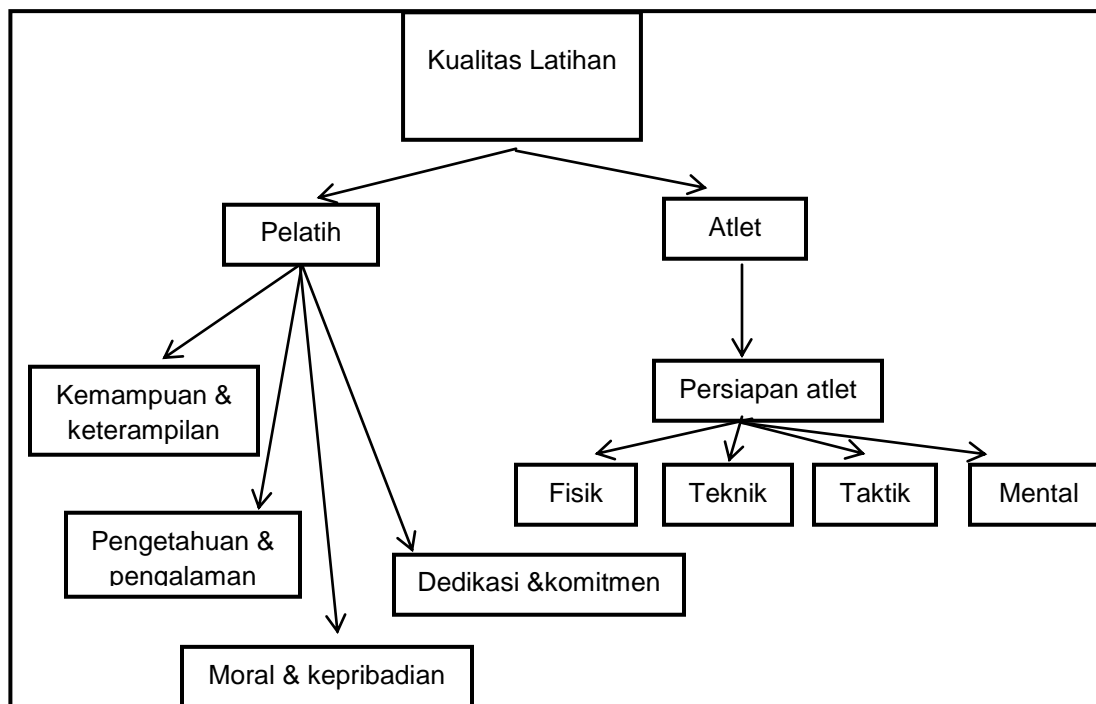 Kualitas Latihan
Pelatih
Atlet
Kemampuan &
keterampilan
Persiapan atlet
Fisik
Teknik
Taktik
Mental
Pengetahuan &
pengalaman
Dedikasi &komitmen
Moral & kepribadian